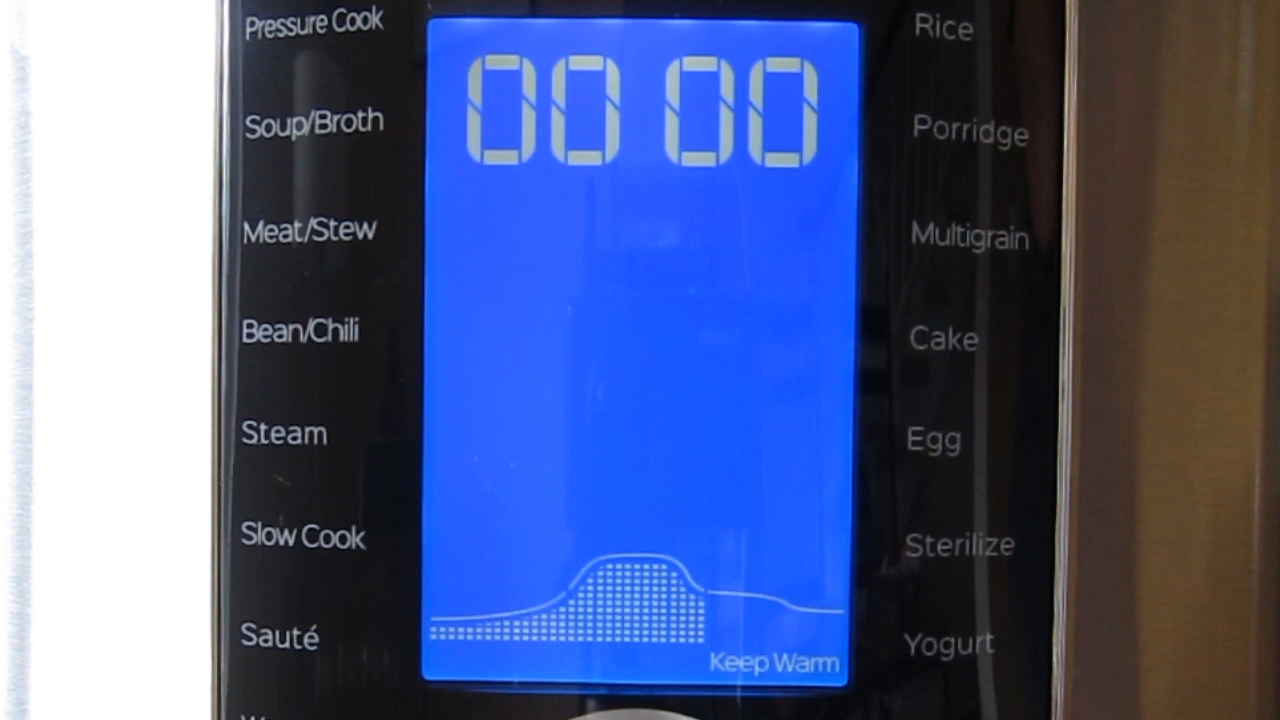 Pressure Cook
Soup/Broth
Meat/Stew
Bean/Chili
Steam
Slow Cook
Sauté
00 00
Keep Warm
Rice
Porridge
Multigrain
Cake
Egg
Sterilize
Yogurt